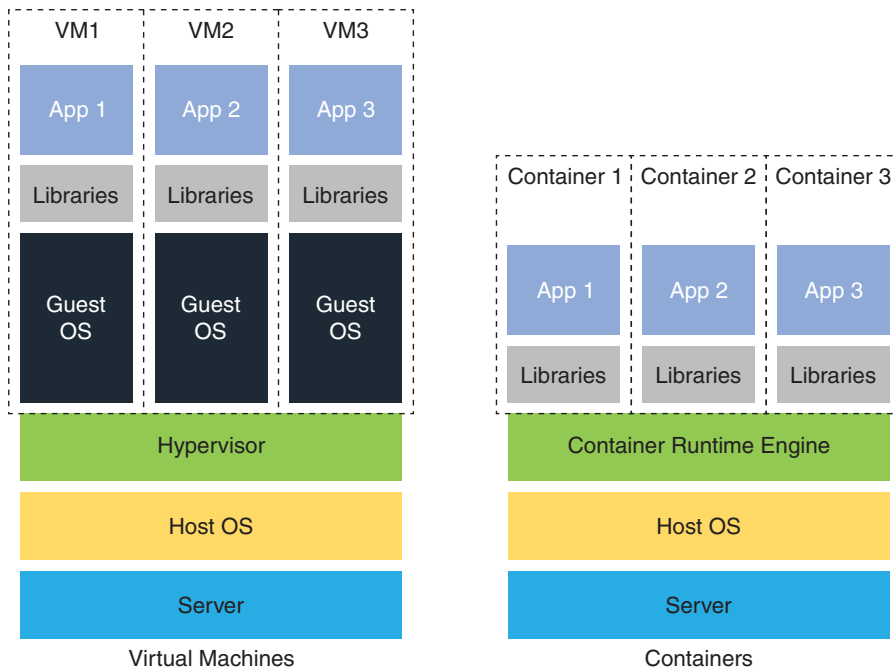 VM1 VM2 VM3
App 1 App 2 App 3
Libraries Libraries Libraries
Guest OS Guest OS Guest OS
Hypervisor
Host OS
Server
Virtual Machines
Container 1 Container 2 Container 3
App 1 App 2 App 3
Libraries Libraries Libraries
Container Runtime Engine
Host OS
Server
Containers